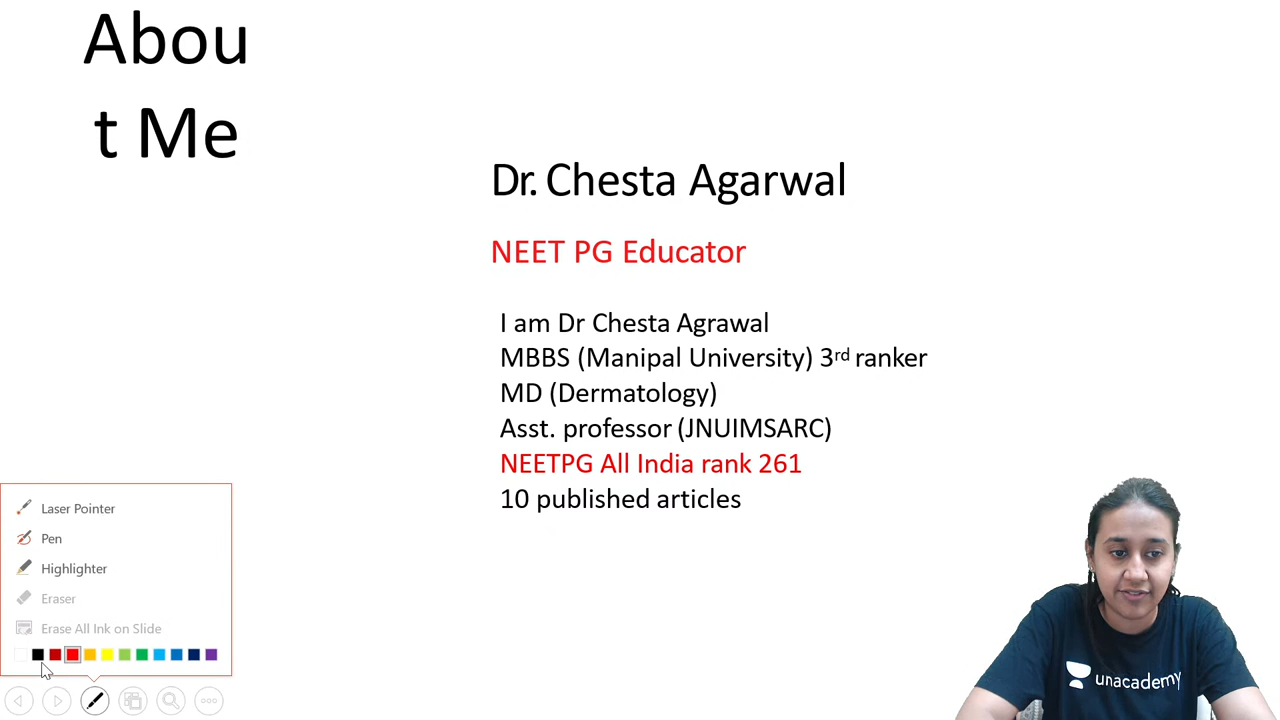 Abou
t Me
Dr. Chesta Agarwal
NEET PG Educator
I am Dr Chesta Agrawal
MBBS (Manipal University) 3rd ranker
MD (Dermatology)
Asst. professor (JNUIMSARC)
NEETPG All India rank 261
10 published articles
Laser Pointer
Pen
Highlighter
Eraser
Erase All Ink on Slide
unacademy